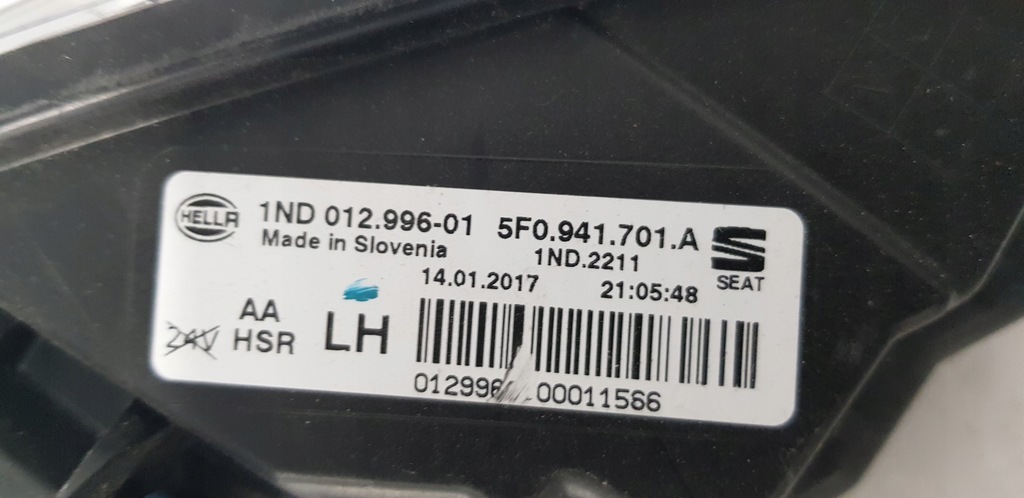 HELLA 1ND 012.996-01 5F0.941.701.A
Made in Slovenia 1ND.2211
SEAT
14.01.2017 21:05:48
AA
24V HSR LH
00011566